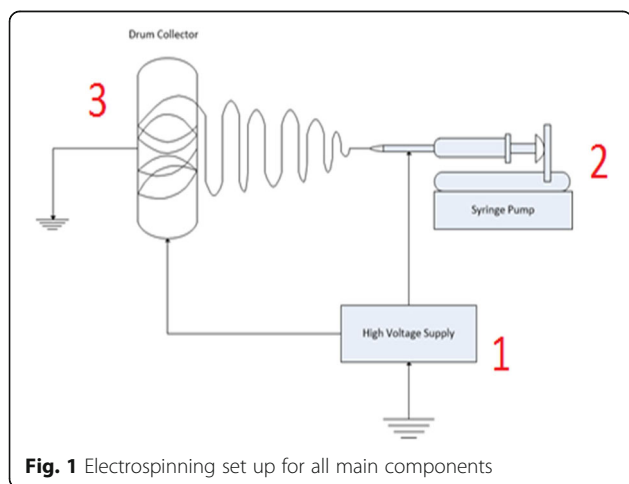 Drum Collector
3
2
Syringe Pump
High Voltage Supply
1
Fig. 1 Electrospinning set up for all main components